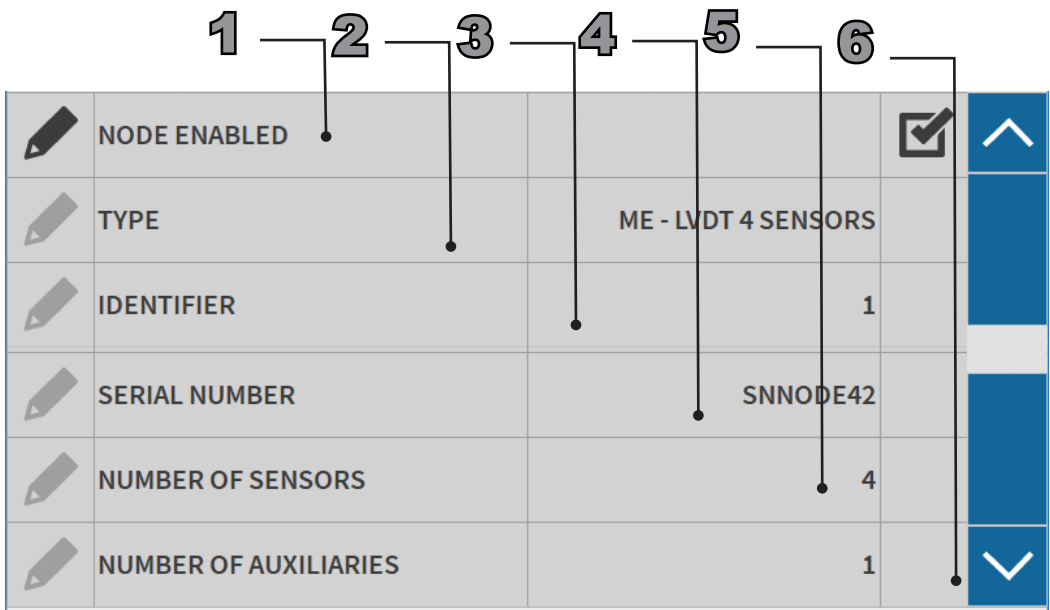 1 2 3 4 5 6
NODE ENABLED
TYPE ME - LVDT 4 SENSORS
IDENTIFIER 1
SERIAL NUMBER SNNODE42
NUMBER OF SENSORS 4
NUMBER OF AUXILIARIES 1